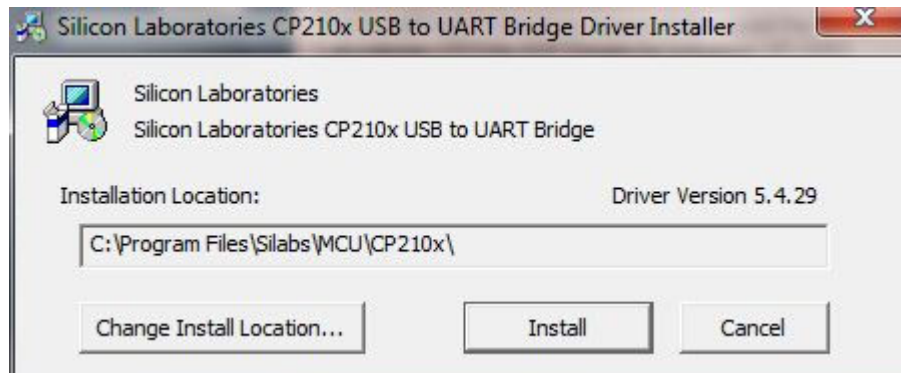 Silicon Laboratories CP210x USB to UART Bridge Driver Installer
Silicon Laboratories
Silicon Laboratories CP210x USB to UART Bridge
Installation Location: Driver Version 5.4.29
C:\Program Files\Silabs\MCU\CP210x\
Change Install Location... Install Cancel